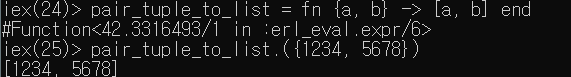 iex(24)> pair_tuple_to_list = fn {a, b} -> [a, b] end
#Function<42.3316493/1 in :erl_eval.expr/6>
iex(25)> pair_tuple_to_list.({1234, 5678})
[1234, 5678]